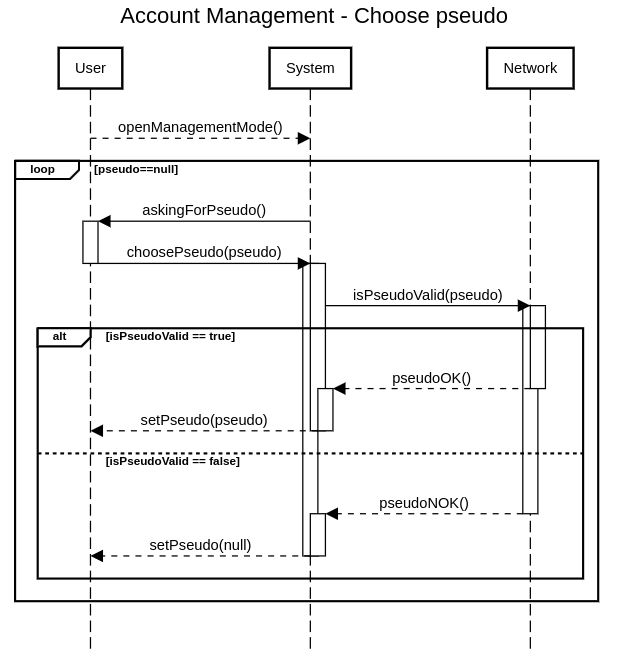 Account Management - Choose pseudo
User
System
Network
openManagementMode()
loop
[pseudo==null]
askingForPseudo()
choosePseudo(pseudo)
isPseudoValid(pseudo)
alt
[isPseudoValid == true]
pseudoOK()
setPseudo(pseudo)
[isPseudoValid == false]
pseudoNOK()
setPseudo(null)